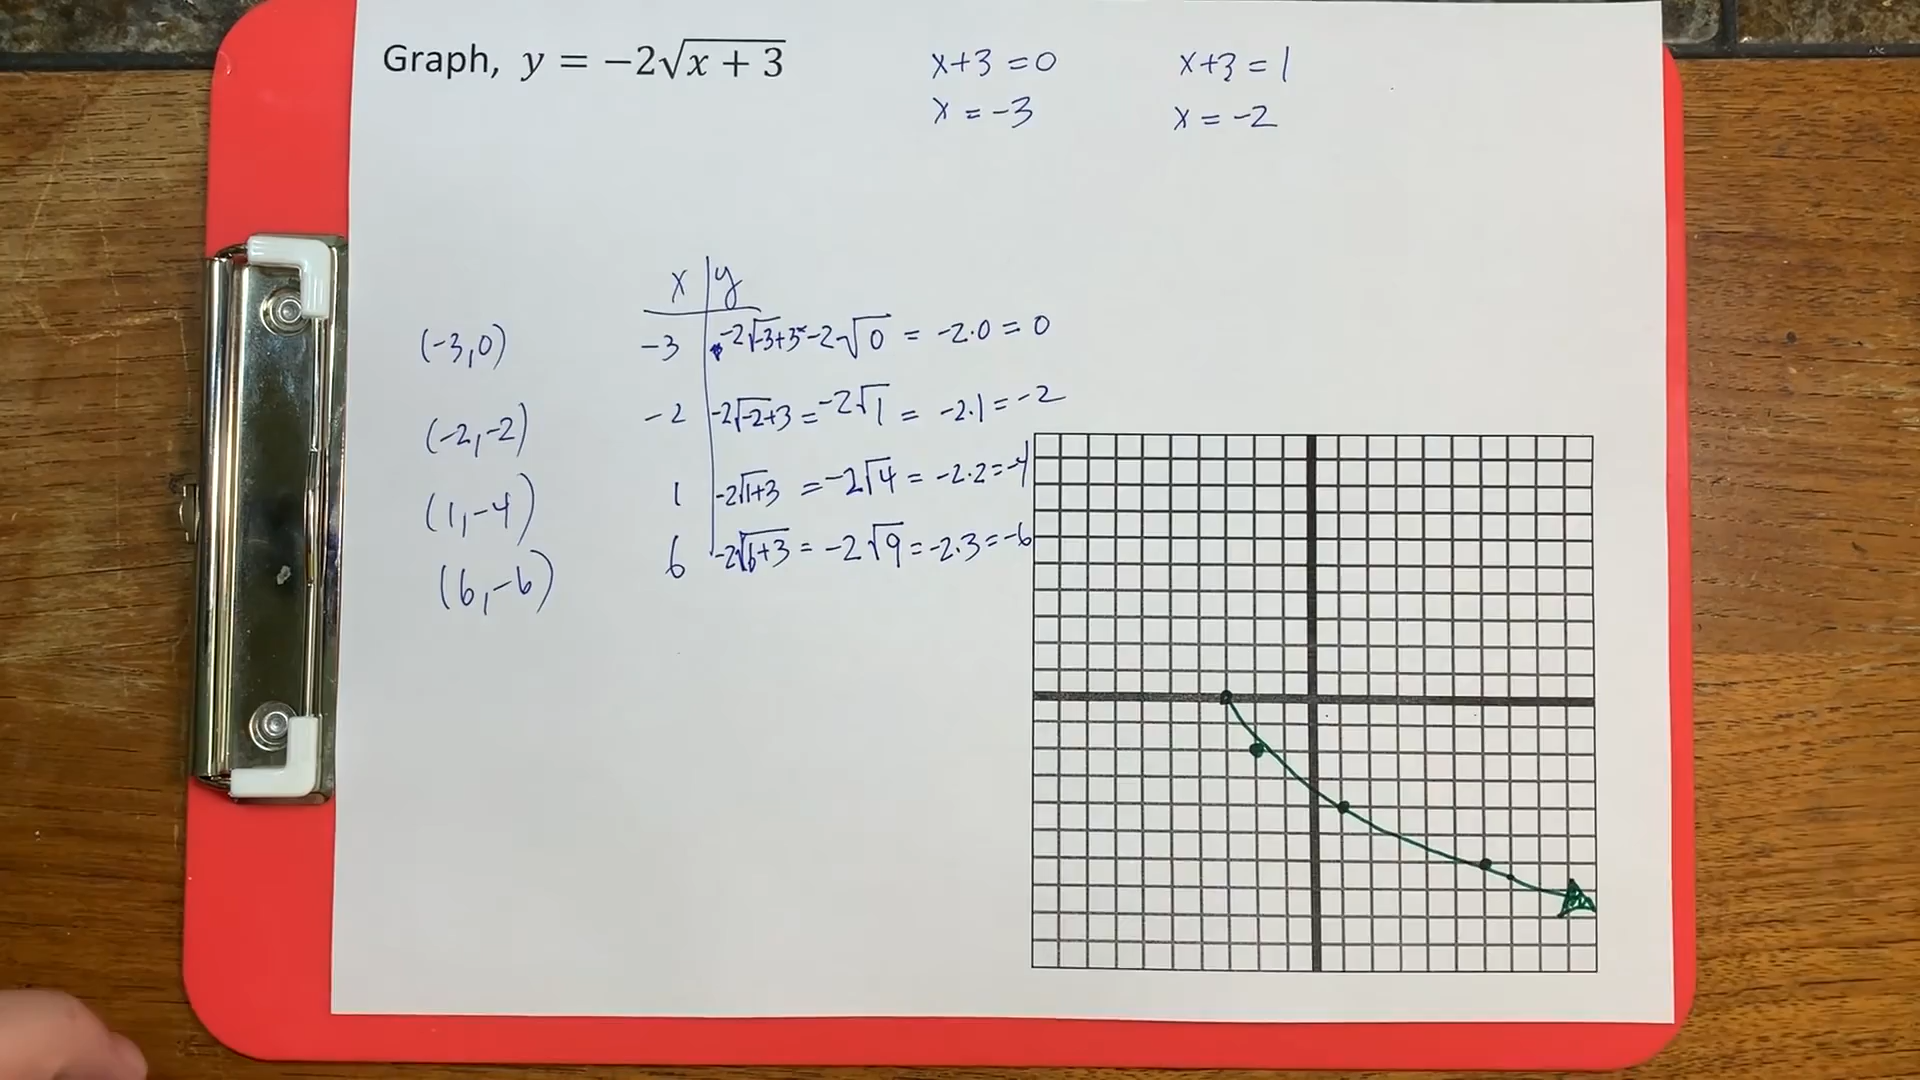 Graph, y = −2√(x + 3)
x+3 = 0
x = -3
x+3 = 1
x = -2
x | y
(-3,0)
-3 | -2√-3+3 = -2√0 = -2·0 = 0
(-2,-2)
-2 | -2√-2+3 = -2√1 = -2·1 = -2
(1,-4)
1 | -2√1+3 = -2√4 = -2·2 = -4
(6,-6)
6 | -2√6+3 = -2√9 = -2·3 = -6